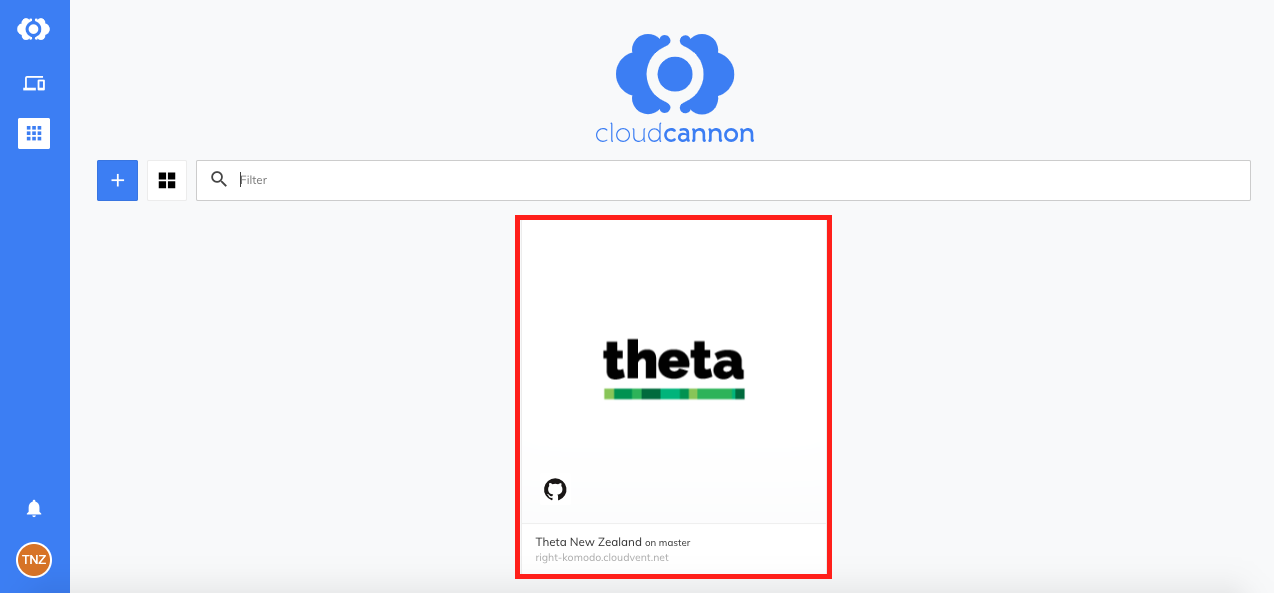 cloudcannon
Filter
theta
Theta New Zealand on master
right-komodo.cloudvent.net
TNZ